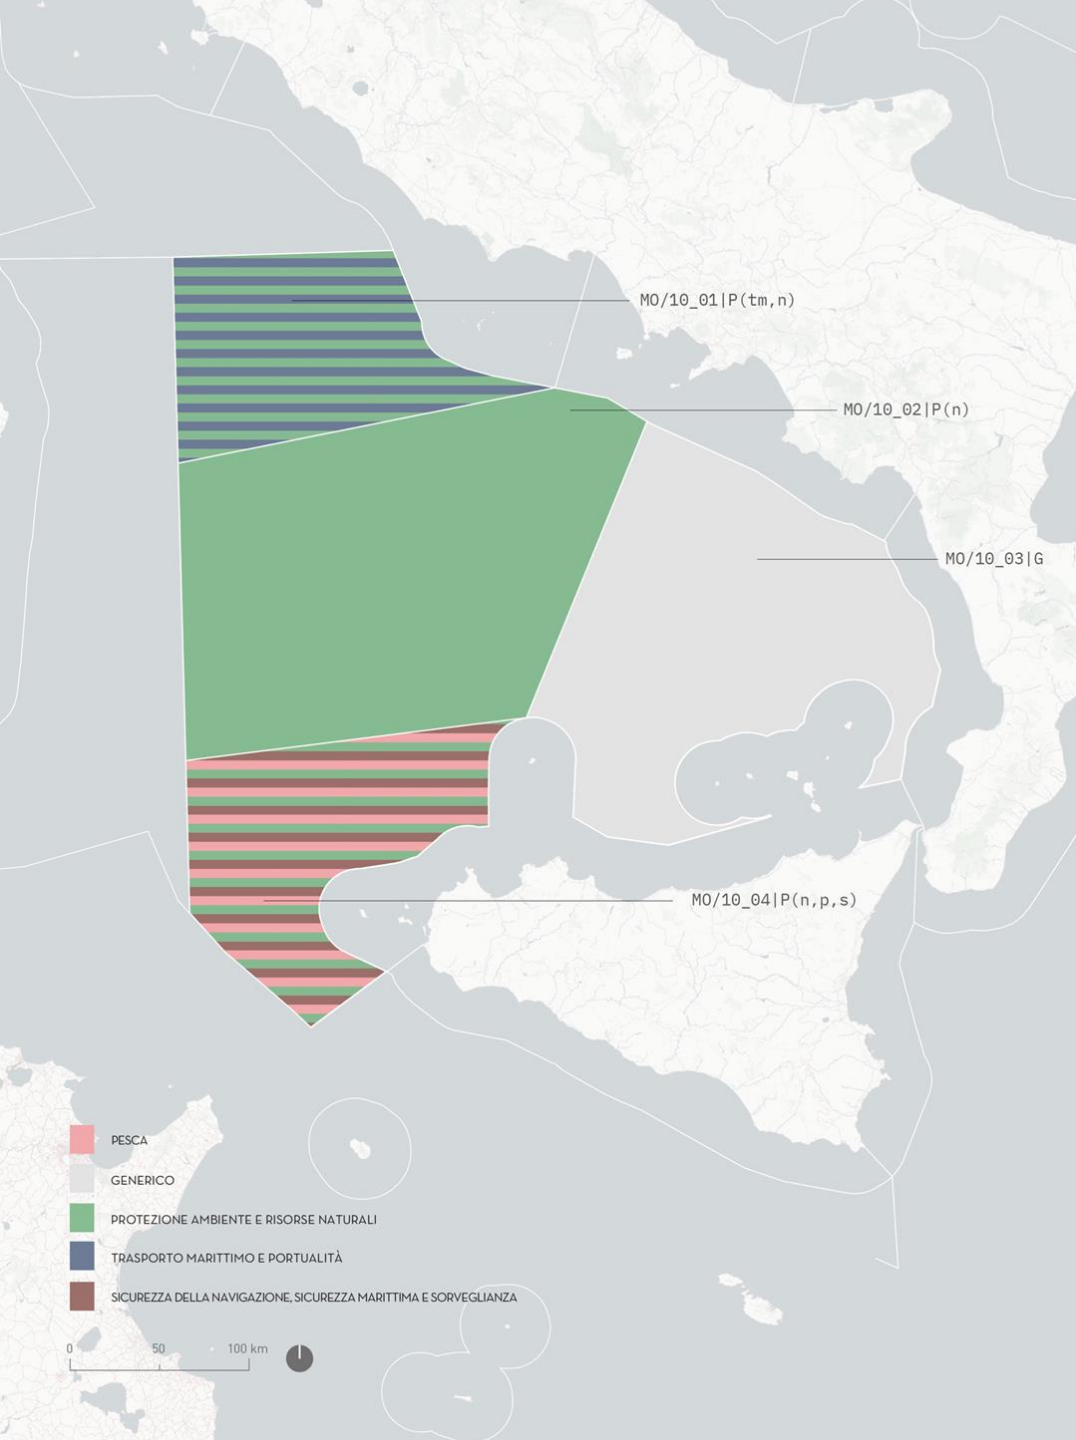 MO/10_01|P(tm,n)
MO/10_02|P(n)
MO/10_03|G
MO/10_04|P(n,p,s)
PESCA
GENERICO
PROTEZIONE AMBIENTE E RISORSE NATURALI
TRASPORTO MARITTIMO E PORTUALITÀ
SICUREZZA DELLA NAVIGAZIONE, SICUREZZA MARITTIMA E SORVEGLIANZA
0 50 100 km